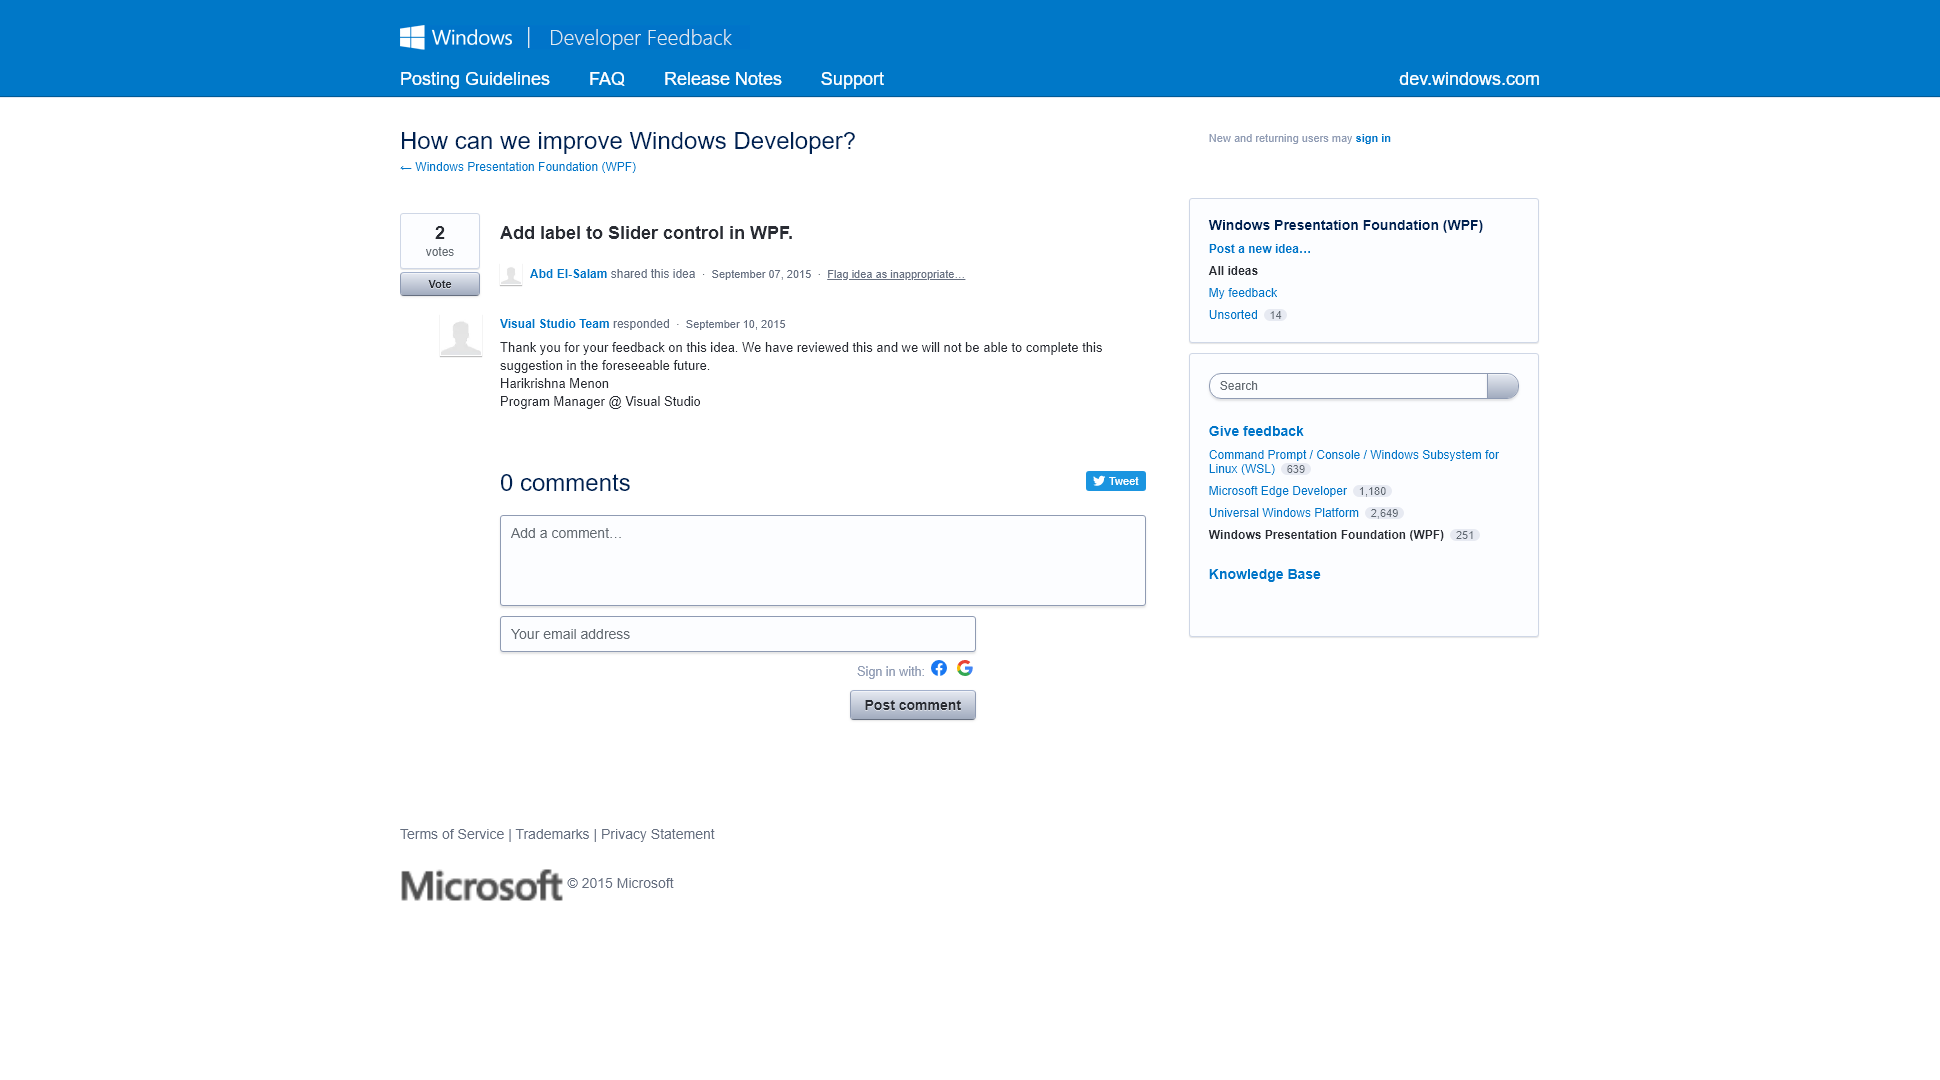 Windows | Developer Feedback
Posting Guidelines FAQ Release Notes Support dev.windows.com
How can we improve Windows Developer?
← Windows Presentation Foundation (WPF)
New and returning users may sign in
2
votes
Vote
Add label to Slider control in WPF.
Abd El-Salam shared this idea · September 07, 2015 · Flag idea as inappropriate…
Visual Studio Team responded · September 10, 2015
Thank you for your feedback on this idea. We have reviewed this and we will not be able to complete this
suggestion in the foreseeable future.
Harikrishna Menon
Program Manager @ Visual Studio
0 comments
Tweet
Add a comment…
Your email address
Sign in with:
Post comment
Windows Presentation Foundation (WPF)
Post a new idea…
All ideas
My feedback
Unsorted 14
Search
Give feedback
Command Prompt / Console / Windows Subsystem for
Linux (WSL) 639
Microsoft Edge Developer 1,180
Universal Windows Platform 2,649
Windows Presentation Foundation (WPF) 251
Knowledge Base
Terms of Service | Trademarks | Privacy Statement
Microsoft © 2015 Microsoft